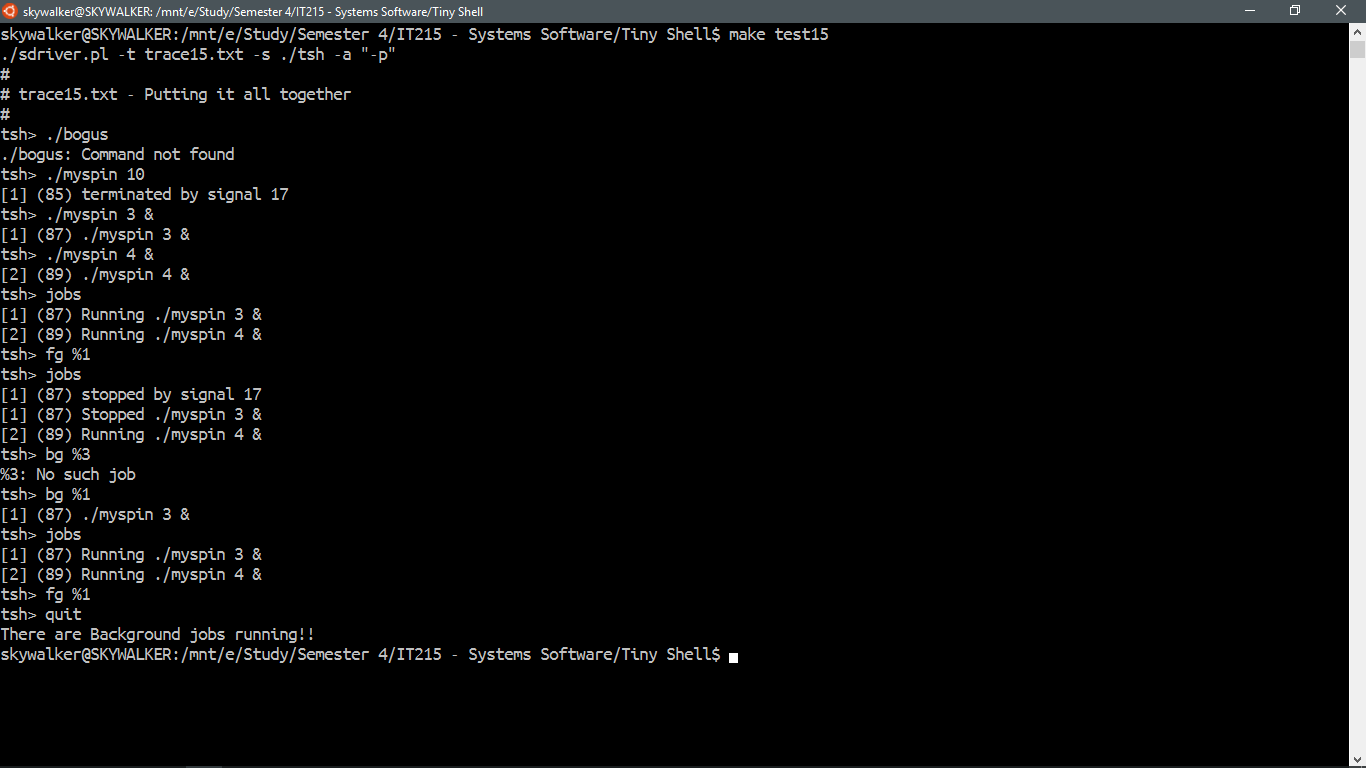 skywalker@SKYWALKER: /mnt/e/Study/Semester 4/IT215 - Systems Software/Tiny Shell
skywalker@SKYWALKER:/mnt/e/Study/Semester 4/IT215 - Systems Software/Tiny Shell$ make test15
./sdriver.pl -t trace15.txt -s ./tsh -a "-p"
#
# trace15.txt - Putting it all together
#
tsh> ./bogus
./bogus: Command not found
tsh> ./myspin 10
[1] (85) terminated by signal 17
tsh> ./myspin 3 &
[1] (87) ./myspin 3 &
tsh> ./myspin 4 &
[2] (89) ./myspin 4 &
tsh> jobs
[1] (87) Running ./myspin 3 &
[2] (89) Running ./myspin 4 &
tsh> fg %1
tsh> jobs
[1] (87) stopped by signal 17
[1] (87) Stopped ./myspin 3 &
[2] (89) Running ./myspin 4 &
tsh> bg %3
%3: No such job
tsh> bg %1
[1] (87) ./myspin 3 &
tsh> jobs
[1] (87) Running ./myspin 3 &
[2] (89) Running ./myspin 4 &
tsh> fg %1
tsh> quit
There are Background jobs running!!
skywalker@SKYWALKER:/mnt/e/Study/Semester 4/IT215 - Systems Software/Tiny Shell$